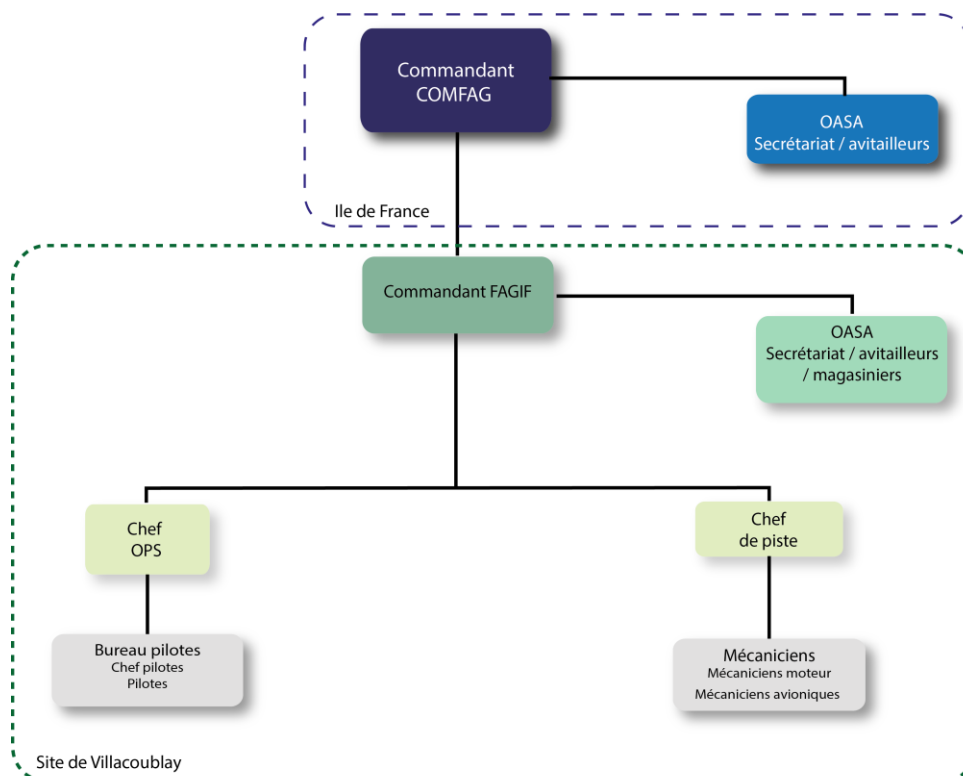 Commandant
COMFAG
OASA
Secrétariat / avitailleurs
Ile de France
Commandant FAGIF
OASA
Secrétariat / avitailleurs
/ magasiniers
Chef
OPS
Chef
de piste
Bureau pilotes
Chef pilotes
Pilotes
Mécaniciens
Mécaniciens moteur
Mécaniciens avioniques
Site de Villacoublay